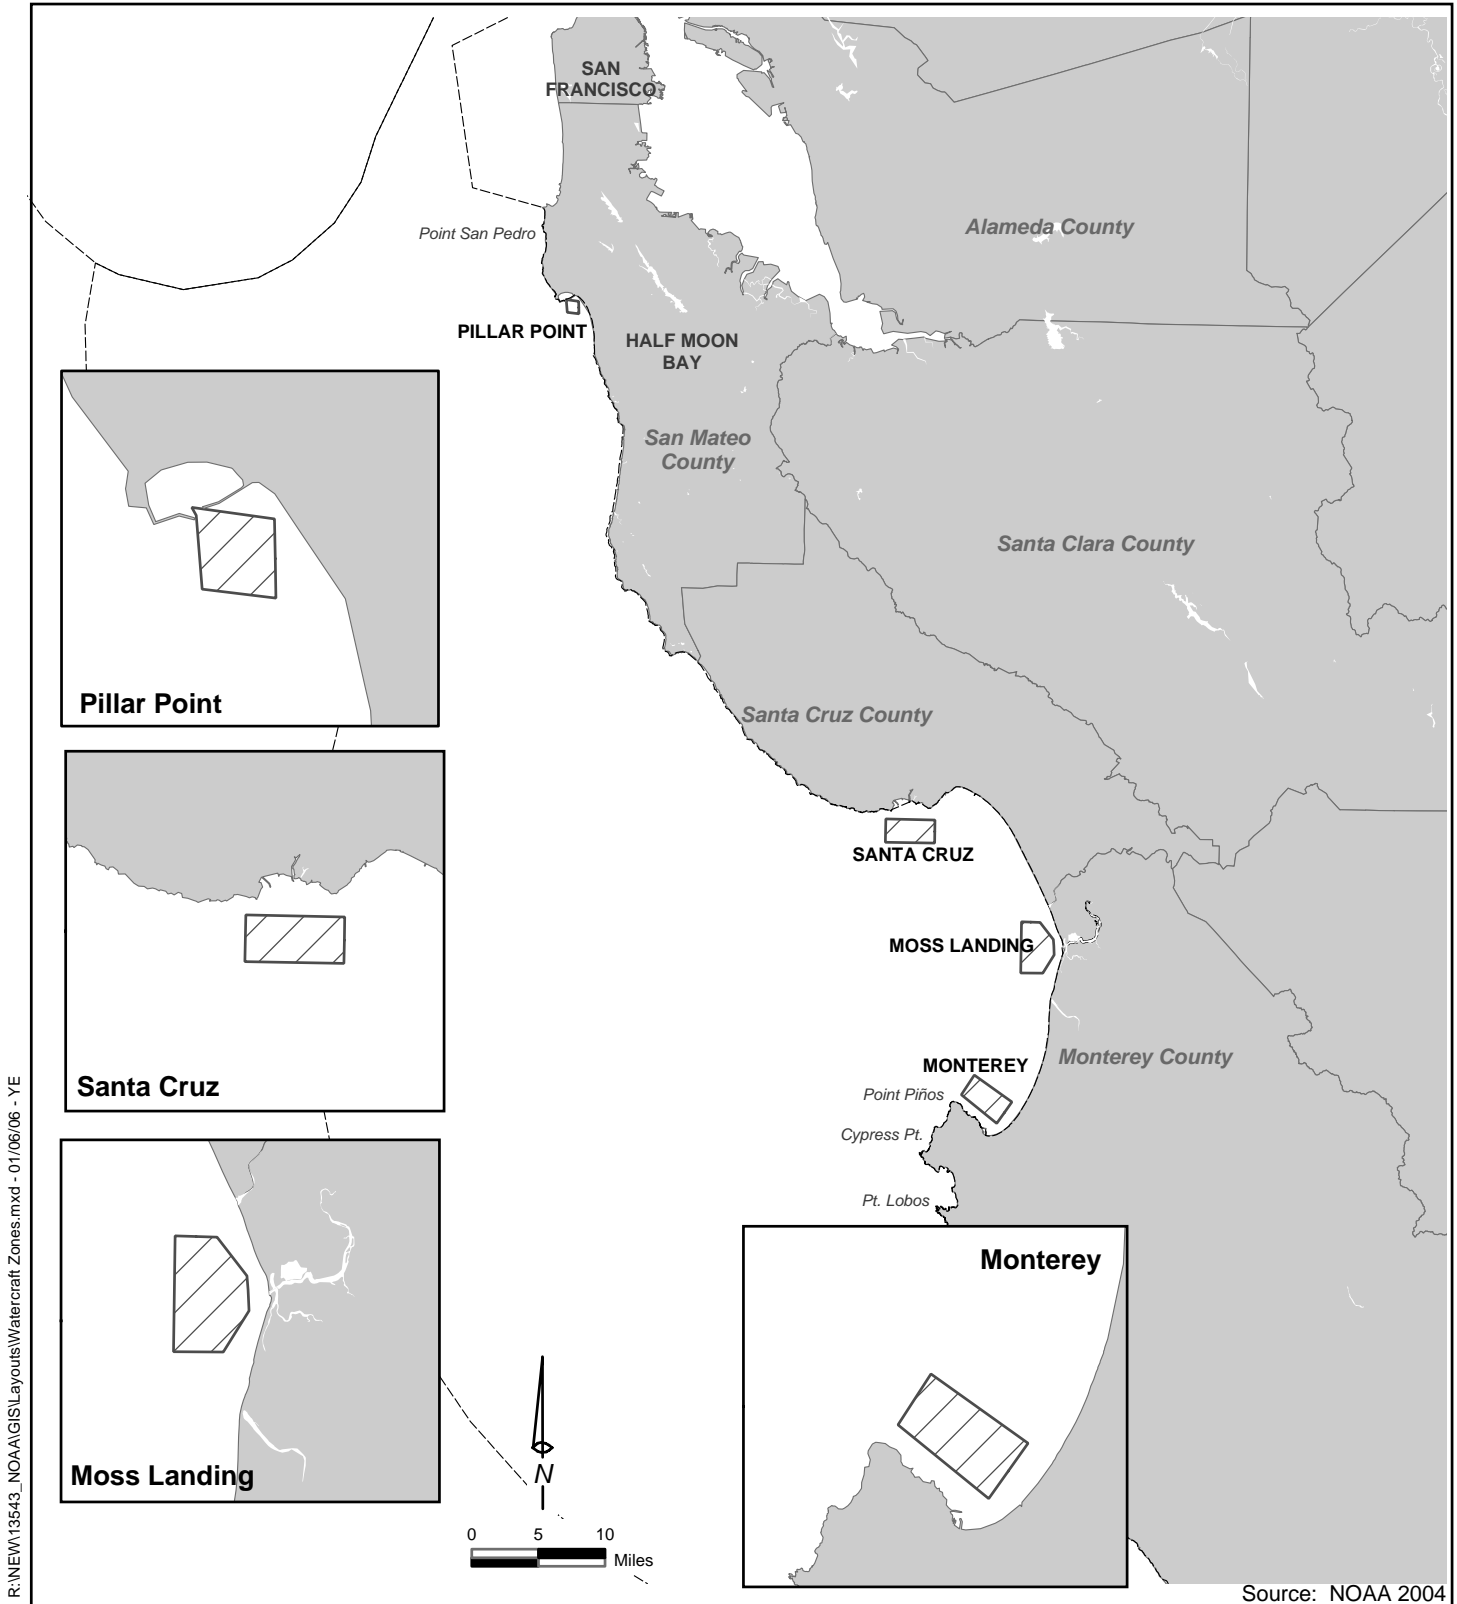 SAN
FRANCISCO
Alameda County
Point San Pedro
PILLAR POINT
HALF MOON
BAY
San Mateo
County
Santa Clara County
Pillar Point
Santa Cruz County
SANTA CRUZ
MOSS LANDING
Santa Cruz
MONTEREY
Monterey County
Point Piños
Cypress Pt.
Pt. Lobos
Monterey
Moss Landing
N
0 5 10
Miles
R:\NEW\13543_NOAA\GIS\Layouts\Watercraft Zones.mxd - 01/06/06 - YE
Source: NOAA 2004